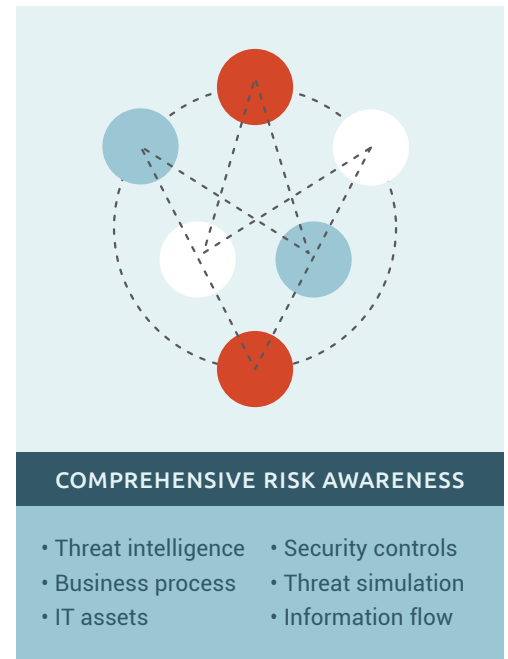 COMPREHENSIVE RISK AWARENESS
• Threat intelligence
• Business process
• IT assets
• Security controls
• Threat simulation
• Information flow